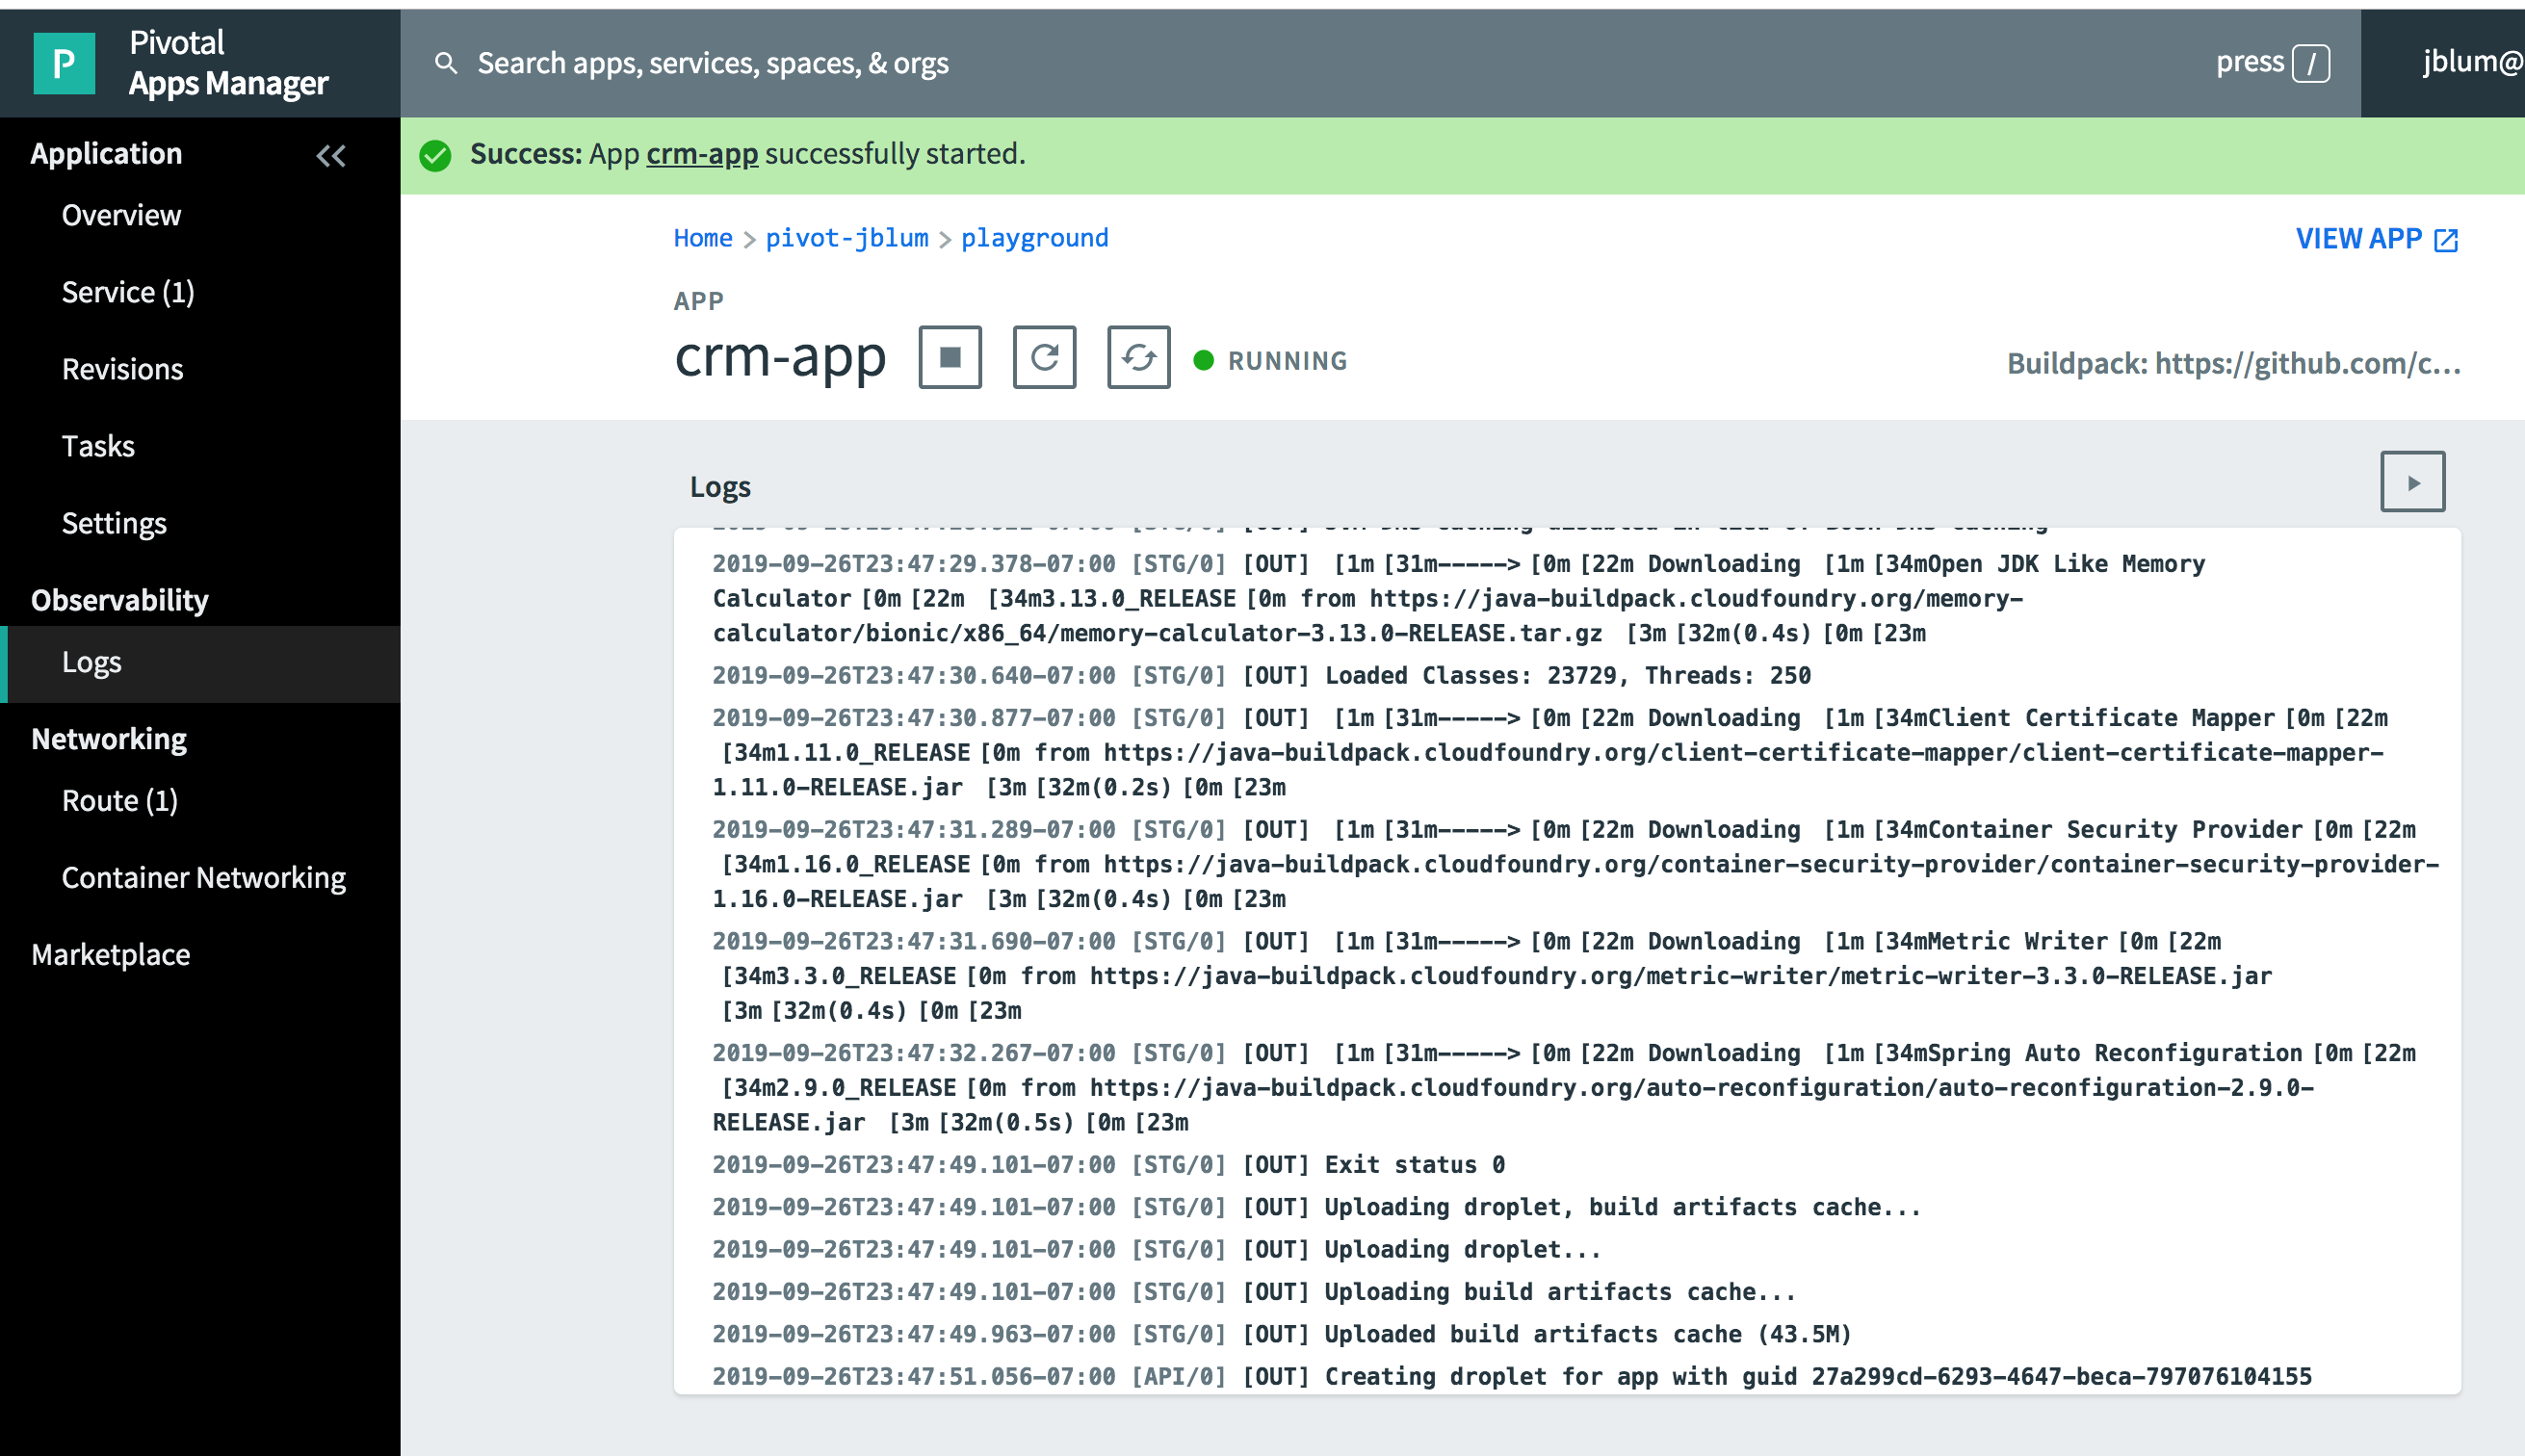 Pivotal
Apps Manager
Search apps, services, spaces, & orgs
press /
jblum@
Application
Overview
Service (1)
Revisions
Tasks
Settings
Observability
Logs
Networking
Route (1)
Container Networking
Marketplace
Success: App crm-app successfully started.
Home > pivot-jblum > playground
VIEW APP
APP
crm-app
RUNNING
Buildpack: https://github.com/c...
Logs
2019-09-26T23:47:29.378-07:00 [STG/0] [OUT] [1m [31m-----> [0m [22m Downloading [1m [34mOpen JDK Like Memory
Calculator [0m [22m [34m3.13.0_RELEASE [0m from https://java-buildpack.cloudfoundry.org/memory-
calculator/bionic/x86_64/memory-calculator-3.13.0-RELEASE.tar.gz [3m [32m(0.4s) [0m [23m
2019-09-26T23:47:30.640-07:00 [STG/0] [OUT] Loaded Classes: 23729, Threads: 250
2019-09-26T23:47:30.877-07:00 [STG/0] [OUT] [1m [31m-----> [0m [22m Downloading [1m [34mClient Certificate Mapper [0m [22m
[34m1.11.0_RELEASE [0m from https://java-buildpack.cloudfoundry.org/client-certificate-mapper/client-certificate-mapper-
1.11.0-RELEASE.jar [3m [32m(0.2s) [0m [23m
2019-09-26T23:47:31.289-07:00 [STG/0] [OUT] [1m [31m-----> [0m [22m Downloading [1m [34mContainer Security Provider [0m [22m
[34m1.16.0_RELEASE [0m from https://java-buildpack.cloudfoundry.org/container-security-provider/container-security-provider-
1.16.0-RELEASE.jar [3m [32m(0.4s) [0m [23m
2019-09-26T23:47:31.690-07:00 [STG/0] [OUT] [1m [31m-----> [0m [22m Downloading [1m [34mMetric Writer [0m [22m
[34m3.3.0_RELEASE [0m from https://java-buildpack.cloudfoundry.org/metric-writer/metric-writer-3.3.0-RELEASE.jar
[3m [32m(0.4s) [0m [23m
2019-09-26T23:47:32.267-07:00 [STG/0] [OUT] [1m [31m-----> [0m [22m Downloading [1m [34mSpring Auto Reconfiguration [0m [22m
[34m2.9.0_RELEASE [0m from https://java-buildpack.cloudfoundry.org/auto-reconfiguration/auto-reconfiguration-2.9.0-
RELEASE.jar [3m [32m(0.5s) [0m [23m
2019-09-26T23:47:49.101-07:00 [STG/0] [OUT] Exit status 0
2019-09-26T23:47:49.101-07:00 [STG/0] [OUT] Uploading droplet, build artifacts cache...
2019-09-26T23:47:49.101-07:00 [STG/0] [OUT] Uploading droplet...
2019-09-26T23:47:49.101-07:00 [STG/0] [OUT] Uploading build artifacts cache...
2019-09-26T23:47:49.963-07:00 [STG/0] [OUT] Uploaded build artifacts cache (43.5M)
2019-09-26T23:47:51.056-07:00 [API/0] [OUT] Creating droplet for app with guid 27a299cd-6293-4647-beca-797076104155